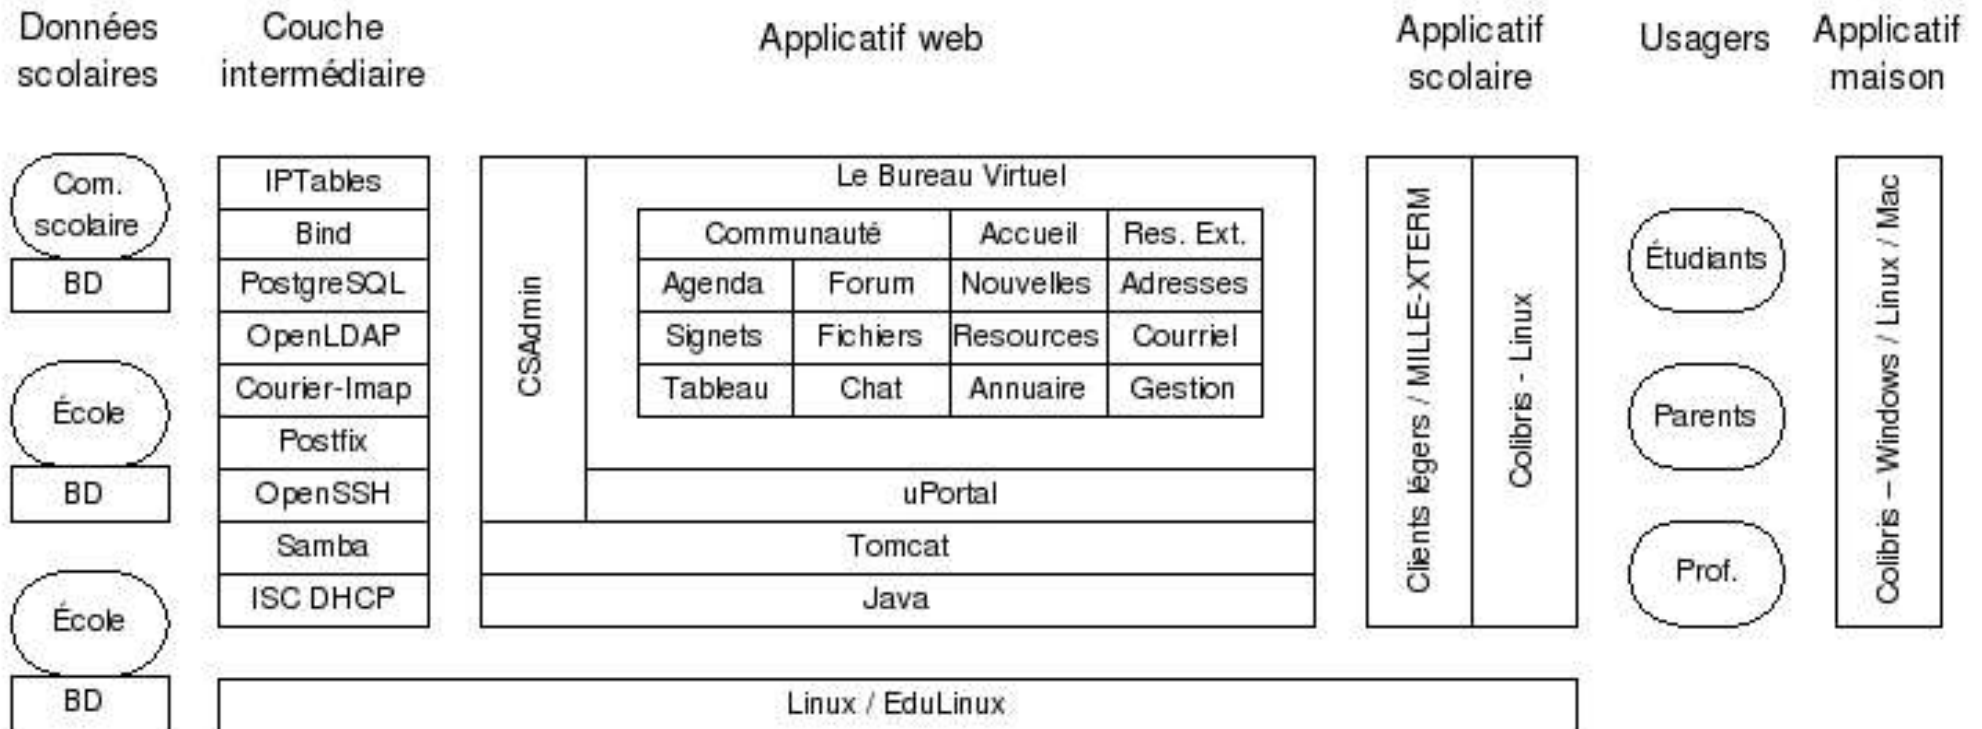 Données
scolaires
Couche
intermédiaire
Applicatif web
Applicatif
scolaire
Usagers
Applicatif
maison
Com.
scolaire
BD
École
BD
École
BD
IPTables
Bind
PostgreSQL
OpenLDAP
Courier-Imap
Postfix
OpenSSH
Samba
ISC DHCP
CSAdmin
Le Bureau Virtuel
Communauté Accueil Res. Ext.
Agenda Forum Nouvelles Adresses
Signets Fichiers Resources Courriel
Tableau Chat Annuaire Gestion
uPortal
Tomcat
Java
Clients légers / MILLE-XTERM
Colibris - Linux
Étudiants
Parents
Prof.
Colibris – Windows / Linux / Mac
Linux / EduLinux